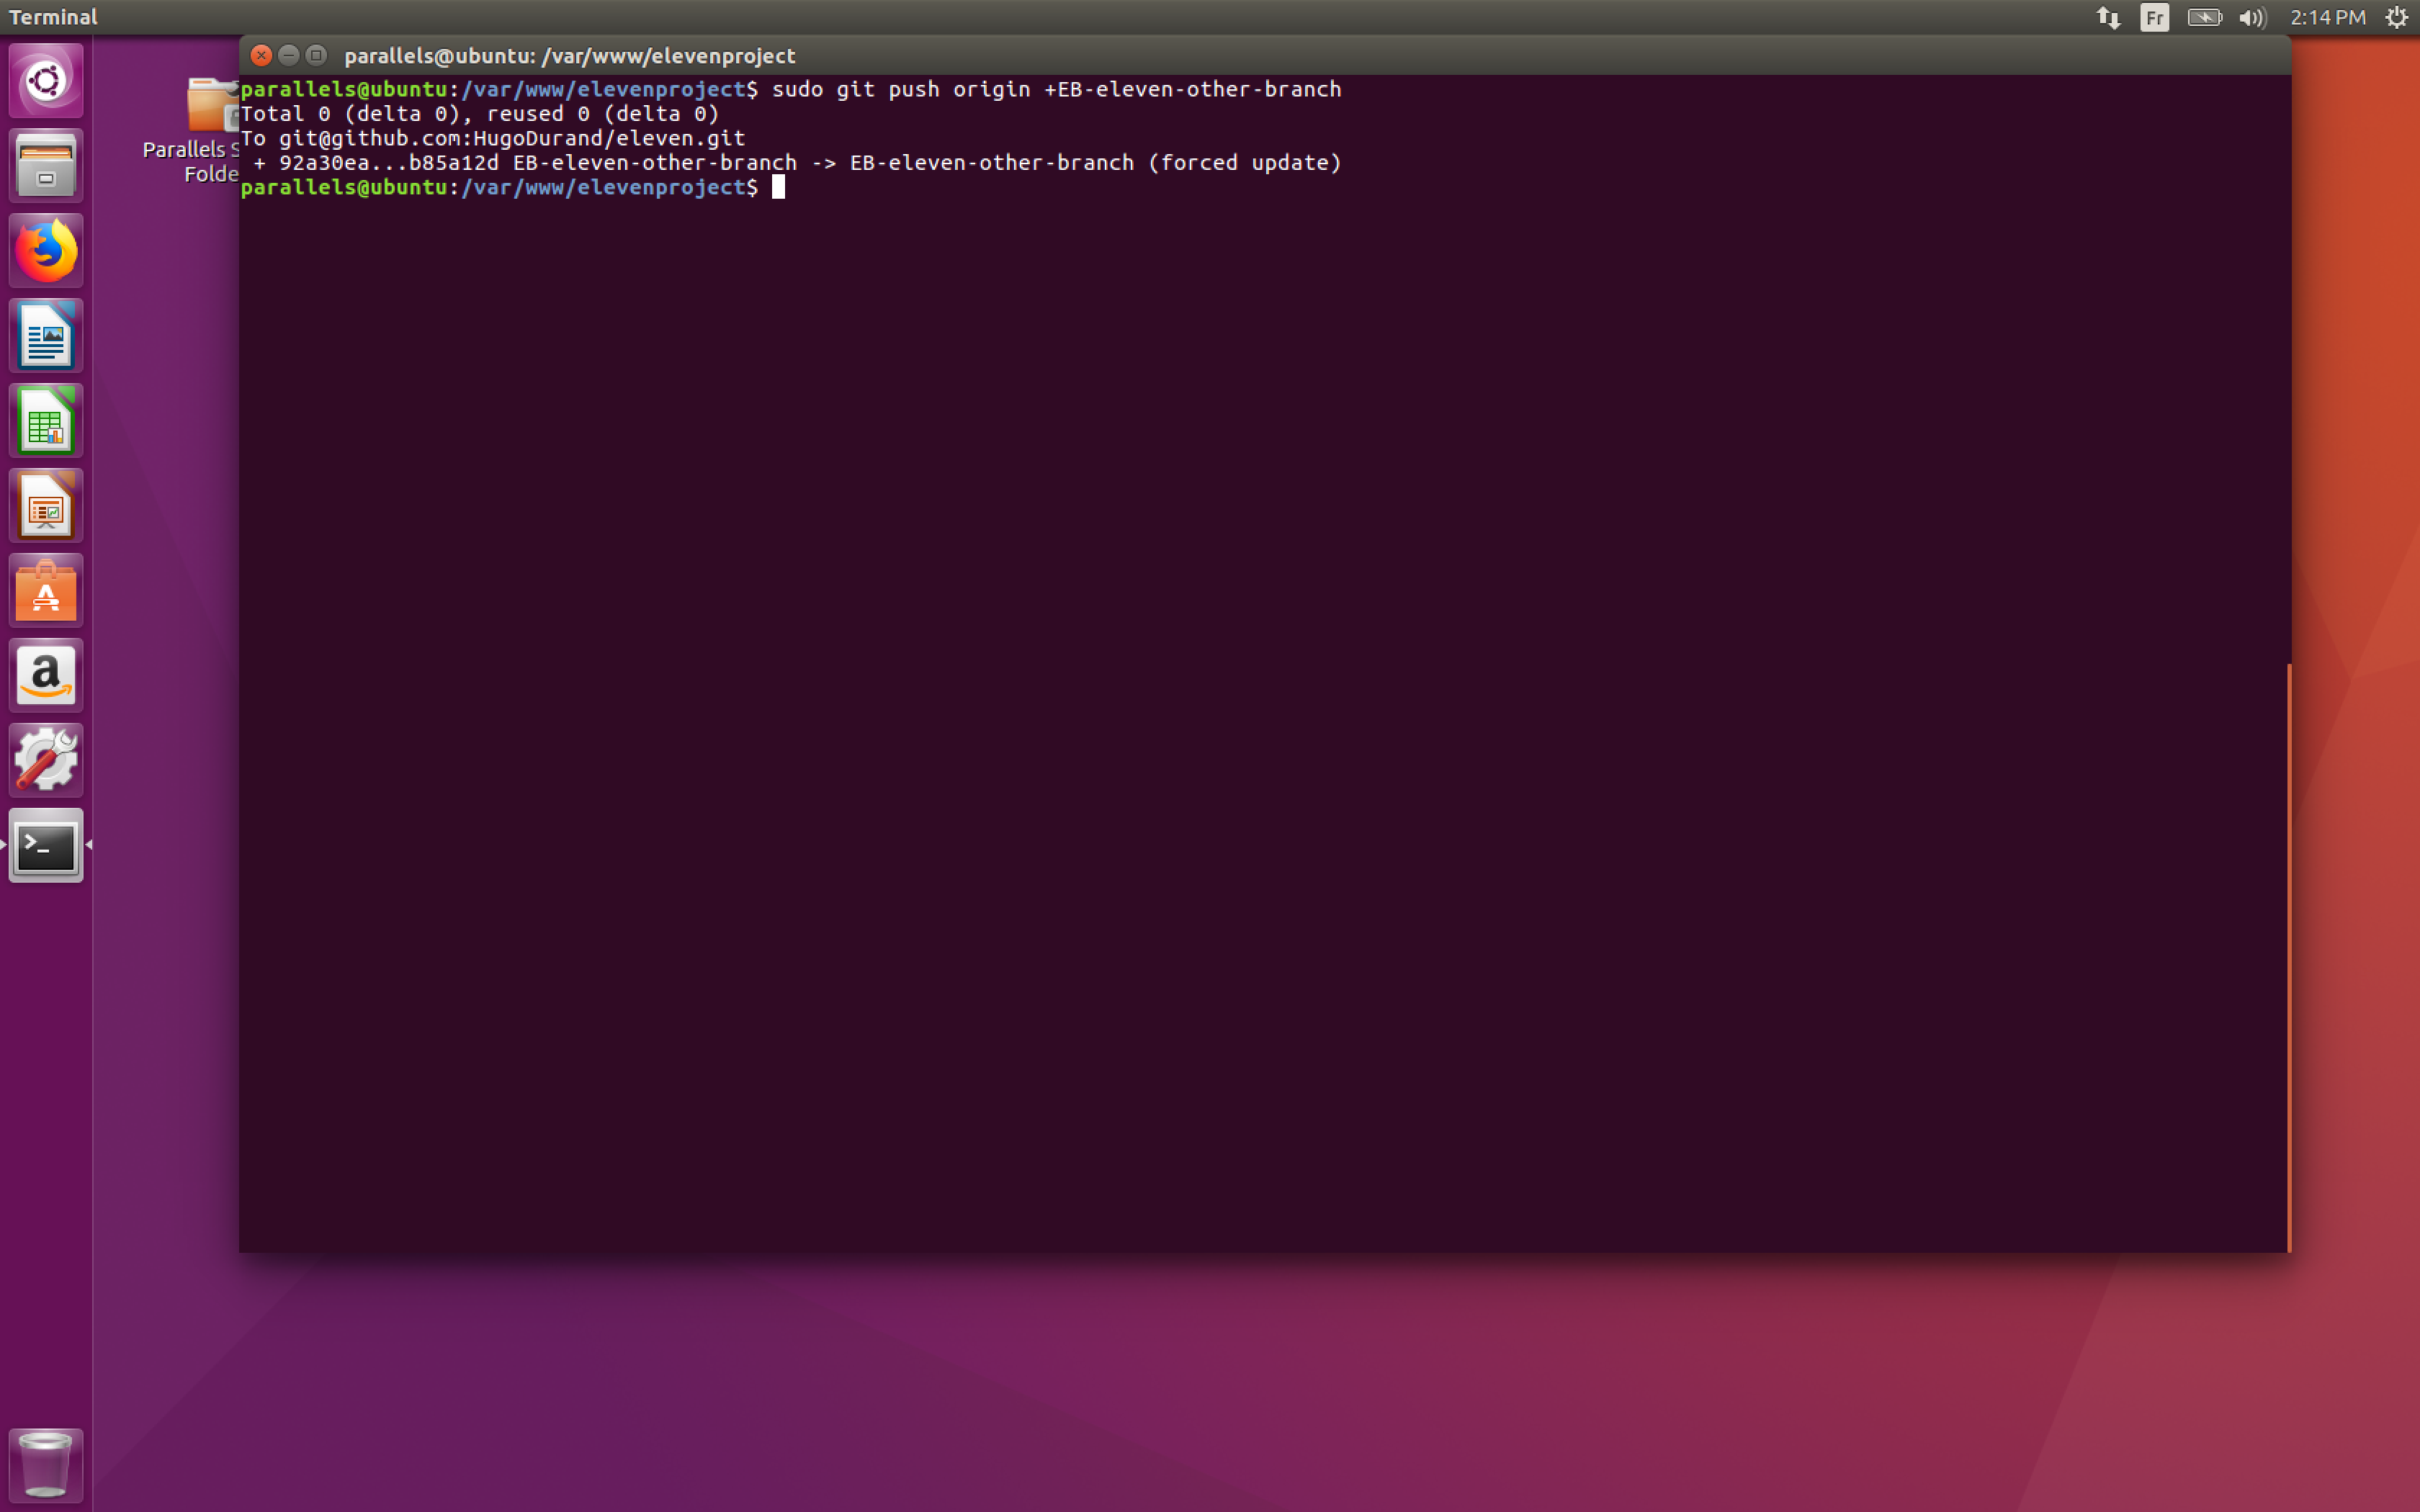 Terminal
Fr
2:14 PM
parallels@ubuntu: /var/www/elevenproject
Parallels S
Folde
parallels@ubuntu:/var/www/elevenproject$ sudo git push origin +EB-eleven-other-branch
Total 0 (delta 0), reused 0 (delta 0)
To git@github.com:HugoDurand/eleven.git
 + 92a30ea...b85a12d EB-eleven-other-branch -> EB-eleven-other-branch (forced update)
parallels@ubuntu:/var/www/elevenproject$